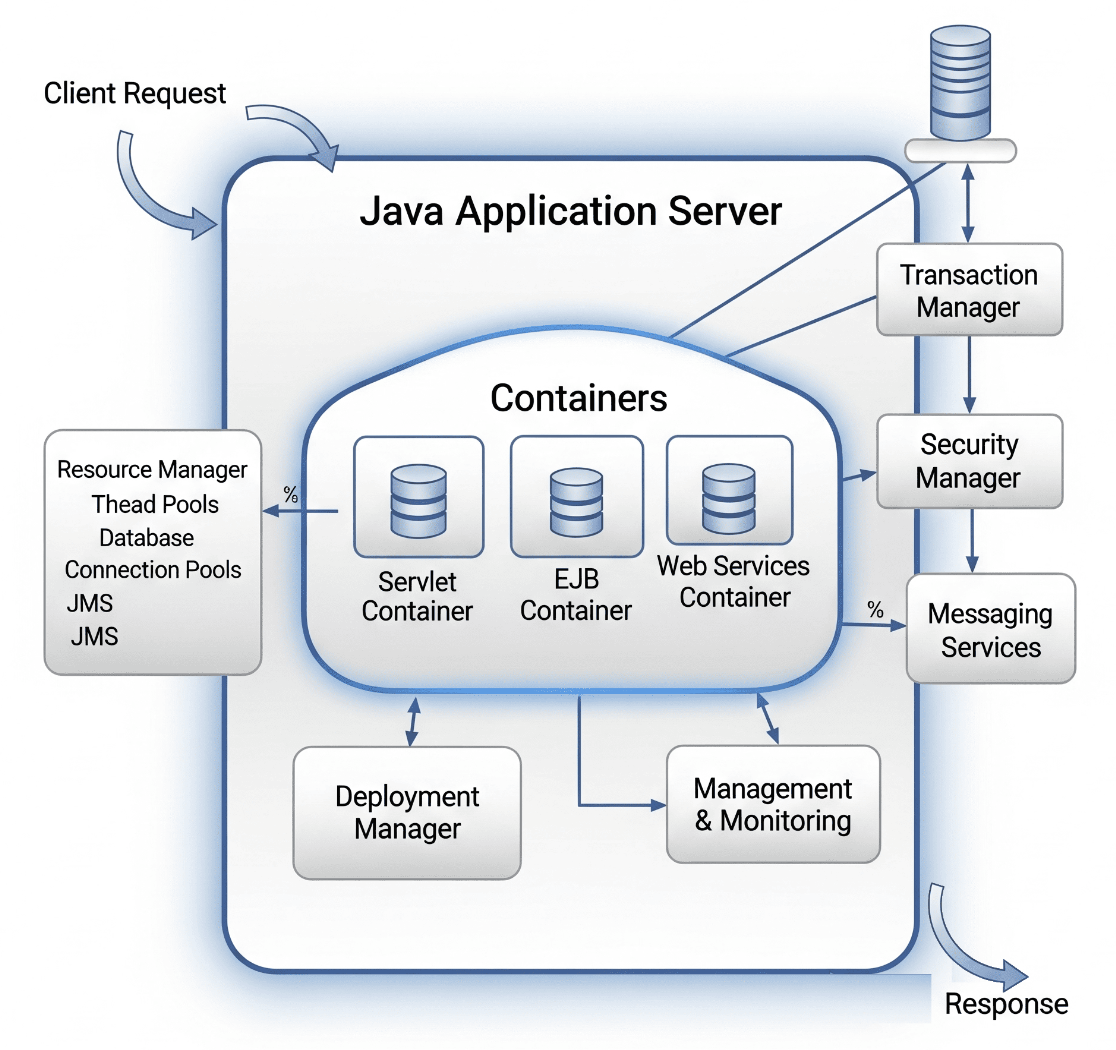 Client Request
Java Application Server
Transaction
Manager
Containers
Security
Manager
Resource Manager
Thead Pools
Database
Connection Pools
JMS
JMS
%
Servlet
Container
EJB
Container
Web Services
Container
%
Messaging
Services
Deployment
Manager
Management
& Monitoring
Response